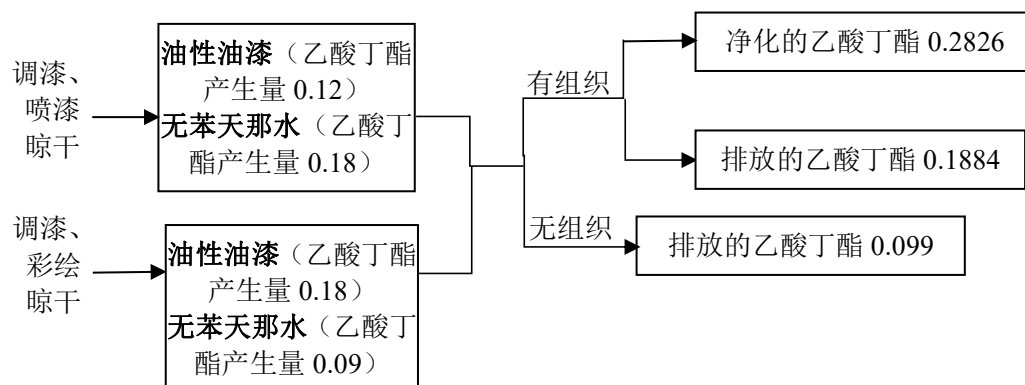 调漆、
喷漆
晾干
油性油漆（乙酸丁酯
产生量 0.12）
无苯天那水（乙酸丁
酯产生量 0.18）
调漆、
彩绘
晾干
油性油漆（乙酸丁酯
产生量 0.18）
无苯天那水（乙酸丁
酯产生量 0.09）
有组织
无组织
净化的乙酸丁酯 0.2826
排放的乙酸丁酯 0.1884
排放的乙酸丁酯 0.099